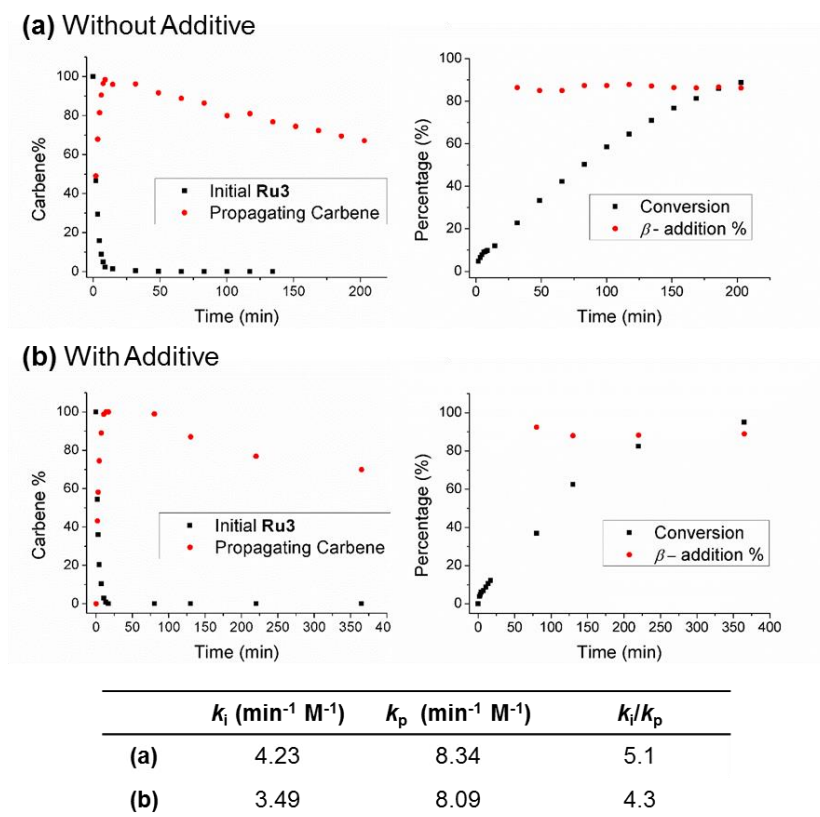 (a) Without Additive
100
80
60
40
20
0
Carbene%
Initial Ru3
Propagating Carbene
0 50 100 150 200
Time (min)
100
80
60
40
20
0
Percentage (%)
Conversion
β- addition %
0 50 100 150 200
Time (min)
(b) With Additive
100
80
60
40
20
0
Carbene %
Initial Ru3
Propagating Carbene
0 50 100 150 200 250 300 350 40
Time (min)
100
80
60
40
20
0
Percentage (%)
Conversion
β– addition %
0 50 100 150 200 250 300 350 400
Time (min)
ki (min-1 M-1) kp (min-1 M-1) ki/kp
(a) 4.23 8.34 5.1
(b) 3.49 8.09 4.3